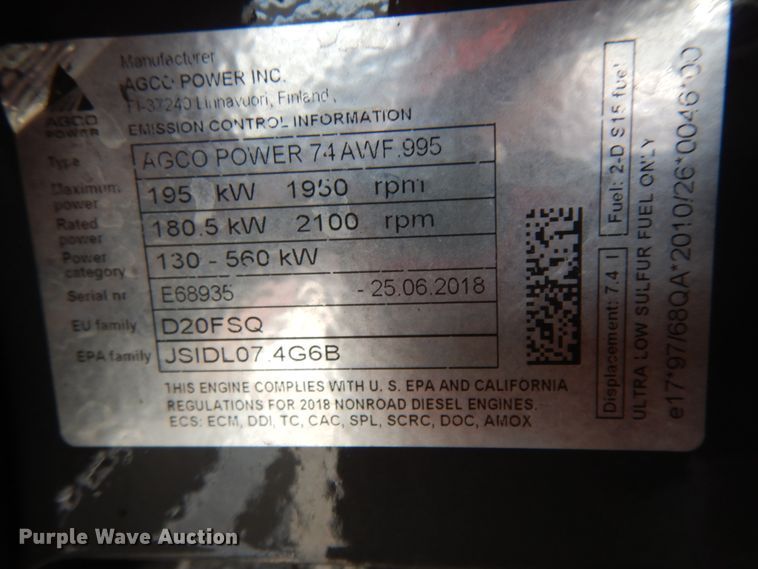 Manufacturer
AGCO POWER INC.
FI-37240 Linnavuori, Finland.
AGCO
POWER
EMISSION CONTROL INFORMATION
Type AGCO POWER 74 AWF.995
Maximum power 195 kW 1950 rpm
Rated power 180.5 kW 2100 rpm
Power category 130 - 560 kW
Serial nr E68935 - 25.06.2018
EU family D20FSQ
EPA family JSIDL07.4G6B
THIS ENGINE COMPLIES WITH U. S. EPA AND CALIFORNIA
REGULATIONS FOR 2018 NONROAD DIESEL ENGINES.
ECS: ECM, DDI, TC, CAC, SPL, SCRC, DOC, AMOX
Displacement: 7.4 l Fuel: 2-D S15 fuel
ULTRA LOW SULFUR FUEL ONLY
e17*97/68QA*2010/26*0046*00
Purple Wave Auction